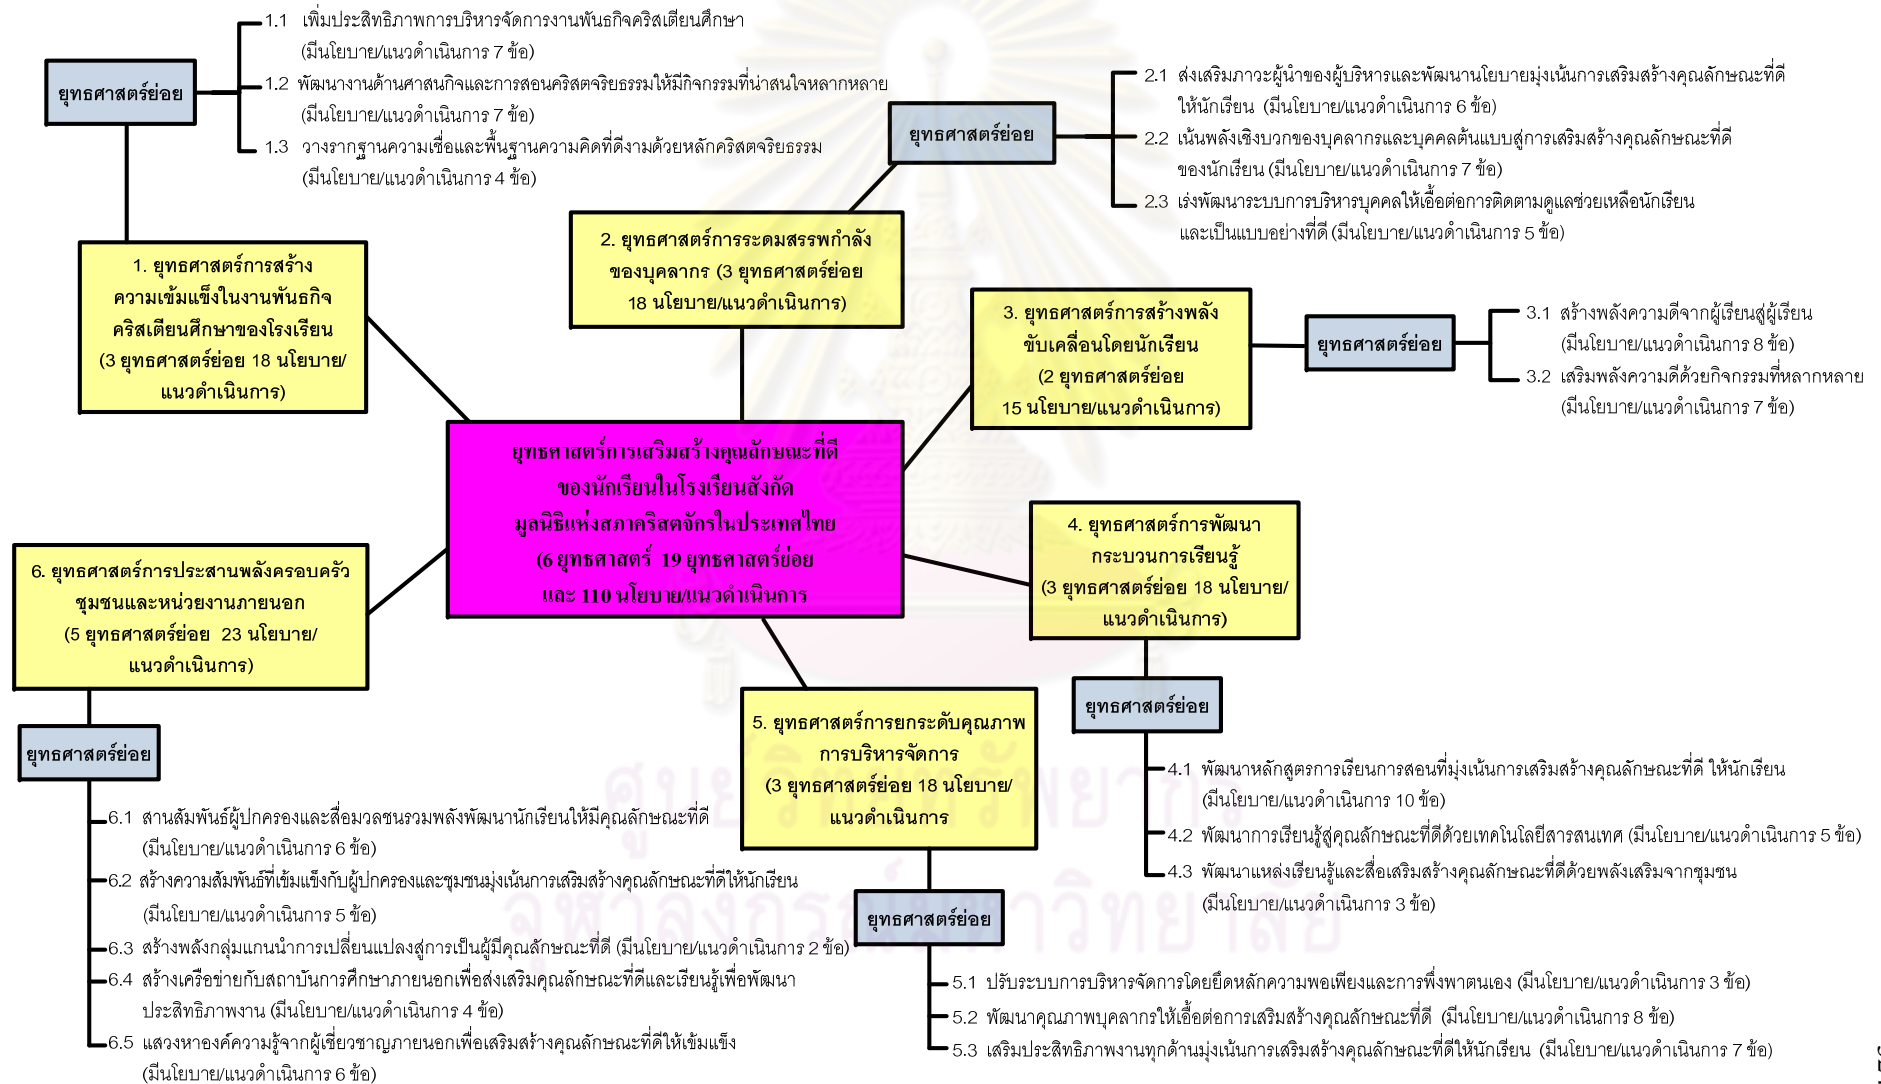 1.1 เพิ่มประสิทธิภาพการบริหารจัดการงานพันธกิจคริสเตียนศึกษา
(มีนโยบาย/แนวดำเนินการ 7 ข้อ)
ยุทธศาสตร์ย่อย
1.2 พัฒนางานด้านศาสนกิจและการสอนคริสตจริยธรรมให้มีกิจกรรมที่น่าสนใจหลากหลาย
(มีนโยบาย/แนวดำเนินการ 7 ข้อ)
1.3 วางรากฐานความเชื่อและพื้นฐานความคิดที่ดีงามด้วยหลักคริสตจริยธรรม
(มีนโยบาย/แนวดำเนินการ 4 ข้อ)
1. ยุทธศาสตร์การสร้าง
ความเข้มแข็งในงานพันธกิจ
คริสเตียนศึกษาของโรงเรียน
(3 ยุทธศาสตร์ย่อย 18 นโยบาย/
แนวดำเนินการ)
2.1 ส่งเสริมภาวะผู้นำของผู้บริหารและพัฒนานโยบายมุ่งเน้นการเสริมสร้างคุณลักษณะที่ดี
ให้นักเรียน (มีนโยบาย/แนวดำเนินการ 6 ข้อ)
ยุทธศาสตร์ย่อย
2.2 เน้นพลังเชิงบวกของบุคลากรและบุคคลต้นแบบสู่การเสริมสร้างคุณลักษณะที่ดี
ของนักเรียน (มีนโยบาย/แนวดำเนินการ 7 ข้อ)
2.3 เร่งพัฒนาระบบการบริหารบุคคลให้เอื้อต่อการติดตามดูแลช่วยเหลือนักเรียน
และเป็นแบบอย่างที่ดี (มีนโยบาย/แนวดำเนินการ 5 ข้อ)
2. ยุทธศาสตร์การระดมสรรพกำลัง
ของบุคลากร (3 ยุทธศาสตร์ย่อย
18 นโยบาย/แนวดำเนินการ)
3. ยุทธศาสตร์การสร้างพลัง
ขับเคลื่อนโดยนักเรียน
(2 ยุทธศาสตร์ย่อย
15 นโยบาย/แนวดำเนินการ)
ยุทธศาสตร์ย่อย
3.1 สร้างพลังความดีจากผู้เรียนสู่ผู้เรียน
(มีนโยบาย/แนวดำเนินการ 8 ข้อ)
3.2 เสริมพลังความดีด้วยกิจกรรมที่หลากหลาย
(มีนโยบาย/แนวดำเนินการ 7 ข้อ)
ยุทธศาสตร์การเสริมสร้างคุณลักษณะที่ดี
ของนักเรียนในโรงเรียนสังกัด
มูลนิธิแห่งสภาคริสตจักรในประเทศไทย
(6 ยุทธศาสตร์ 19 ยุทธศาสตร์ย่อย
และ 110 นโยบาย/แนวดำเนินการ
4. ยุทธศาสตร์การพัฒนา
กระบวนการเรียนรู้
(3 ยุทธศาสตร์ย่อย 18 นโยบาย/
แนวดำเนินการ)
ยุทธศาสตร์ย่อย
4.1 พัฒนาหลักสูตรการเรียนการสอนที่มุ่งเน้นการเสริมสร้างคุณลักษณะที่ดี ให้นักเรียน
(มีนโยบาย/แนวดำเนินการ 10 ข้อ)
4.2 พัฒนาการเรียนรู้สู่คุณลักษณะที่ดีด้วยเทคโนโลยีสารสนเทศ (มีนโยบาย/แนวดำเนินการ 5 ข้อ)
4.3 พัฒนาแหล่งเรียนรู้และสื่อเสริมสร้างคุณลักษณะที่ดีด้วยพลังเสริมจากชุมชน
(มีนโยบาย/แนวดำเนินการ 3 ข้อ)
6. ยุทธศาสตร์การประสานพลังครอบครัว
ชุมชนและหน่วยงานภายนอก
(5 ยุทธศาสตร์ย่อย 23 นโยบาย/
แนวดำเนินการ)
ยุทธศาสตร์ย่อย
6.1 สานสัมพันธ์ผู้ปกครองและสื่อมวลชนรวมพลังพัฒนานักเรียนให้มีคุณลักษณะที่ดี
(มีนโยบาย/แนวดำเนินการ 6 ข้อ)
6.2 สร้างความสัมพันธ์ที่เข้มแข็งกับผู้ปกครองและชุมชนมุ่งเน้นการเสริมสร้างคุณลักษณะที่ดีให้นักเรียน
(มีนโยบาย/แนวดำเนินการ 5 ข้อ)
6.3 สร้างพลังกลุ่มแกนนำการเปลี่ยนแปลงสู่การเป็นผู้มีคุณลักษณะที่ดี (มีนโยบาย/แนวดำเนินการ 2 ข้อ)
6.4 สร้างเครือข่ายกับสถาบันการศึกษาภายนอกเพื่อส่งเสริมคุณลักษณะที่ดีและเรียนรู้เพื่อพัฒนา
ประสิทธิภาพงาน (มีนโยบาย/แนวดำเนินการ 4 ข้อ)
6.5 แสวงหาองค์ความรู้จากผู้เชี่ยวชาญภายนอกเพื่อเสริมสร้างคุณลักษณะที่ดีให้เข้มแข็ง
(มีนโยบาย/แนวดำเนินการ 6 ข้อ)
5. ยุทธศาสตร์การยกระดับคุณภาพ
การบริหารจัดการ
(3 ยุทธศาสตร์ย่อย 18 นโยบาย/
แนวดำเนินการ
ยุทธศาสตร์ย่อย
5.1 ปรับระบบการบริหารจัดการโดยยึดหลักความพอเพียงและการพึ่งพาตนเอง (มีนโยบาย/แนวดำเนินการ 3 ข้อ)
5.2 พัฒนาคุณภาพบุคลากรให้เอื้อต่อการเสริมสร้างคุณลักษณะที่ดี (มีนโยบาย/แนวดำเนินการ 8 ข้อ)
5.3 เสริมประสิทธิภาพงานทุกด้านมุ่งเน้นการเสริมสร้างคุณลักษณะที่ดีให้นักเรียน (มีนโยบาย/แนวดำเนินการ 7 ข้อ)
ศูนย์วิทยทรัพยากร
จุฬาลงกรณ์มหาวิทยาลัย